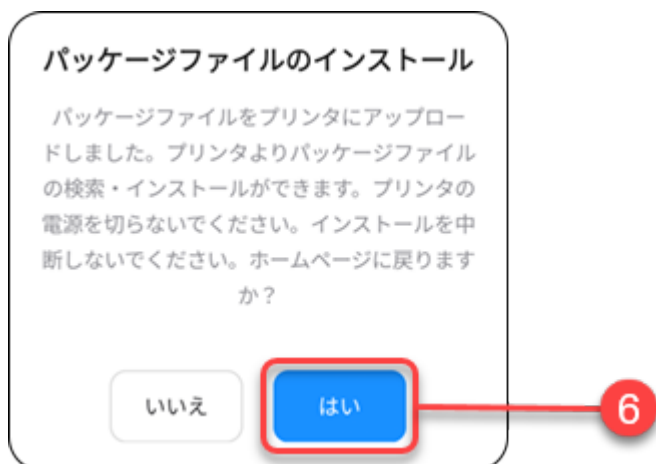 パッケージファイルのインストール
パッケージファイルをプリンタにアップロー
ドしました。プリンタよりパッケージファイル
の検索・インストールができます。プリンタの
電源を切らないでください。インストールを中
断しないでください。ホームページに戻ります
か？
いいえ
はい
6